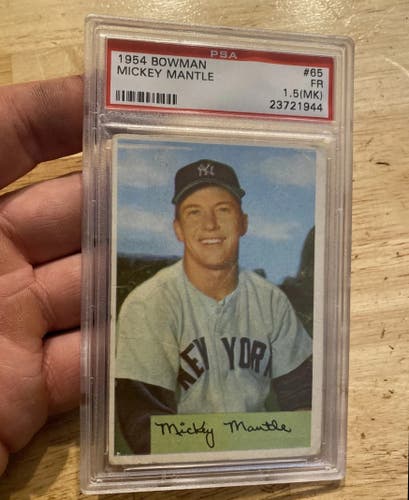 PSA
1954 BOWMAN #65
MICKEY MANTLE FR
1.5(MK)
23721944
NY
NEW YORK
Mickey Mantle